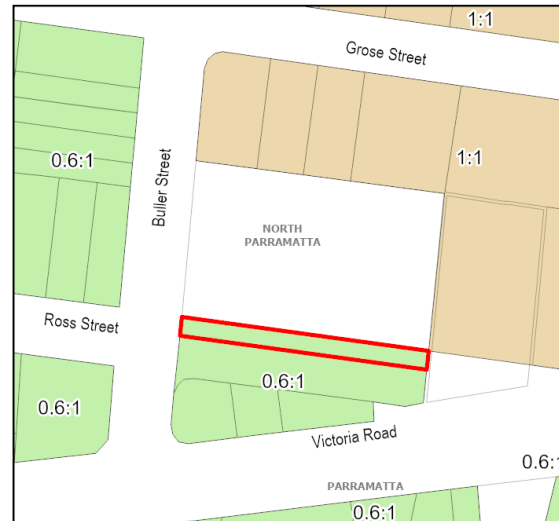 1:1
Grose Street
0.6:1
1:1
Buller Street
NORTH
PARRAMATTA
Ross Street
0.6:1
0.6:1
Victoria Road
0.6:1
PARRAMATTA
0.6:1